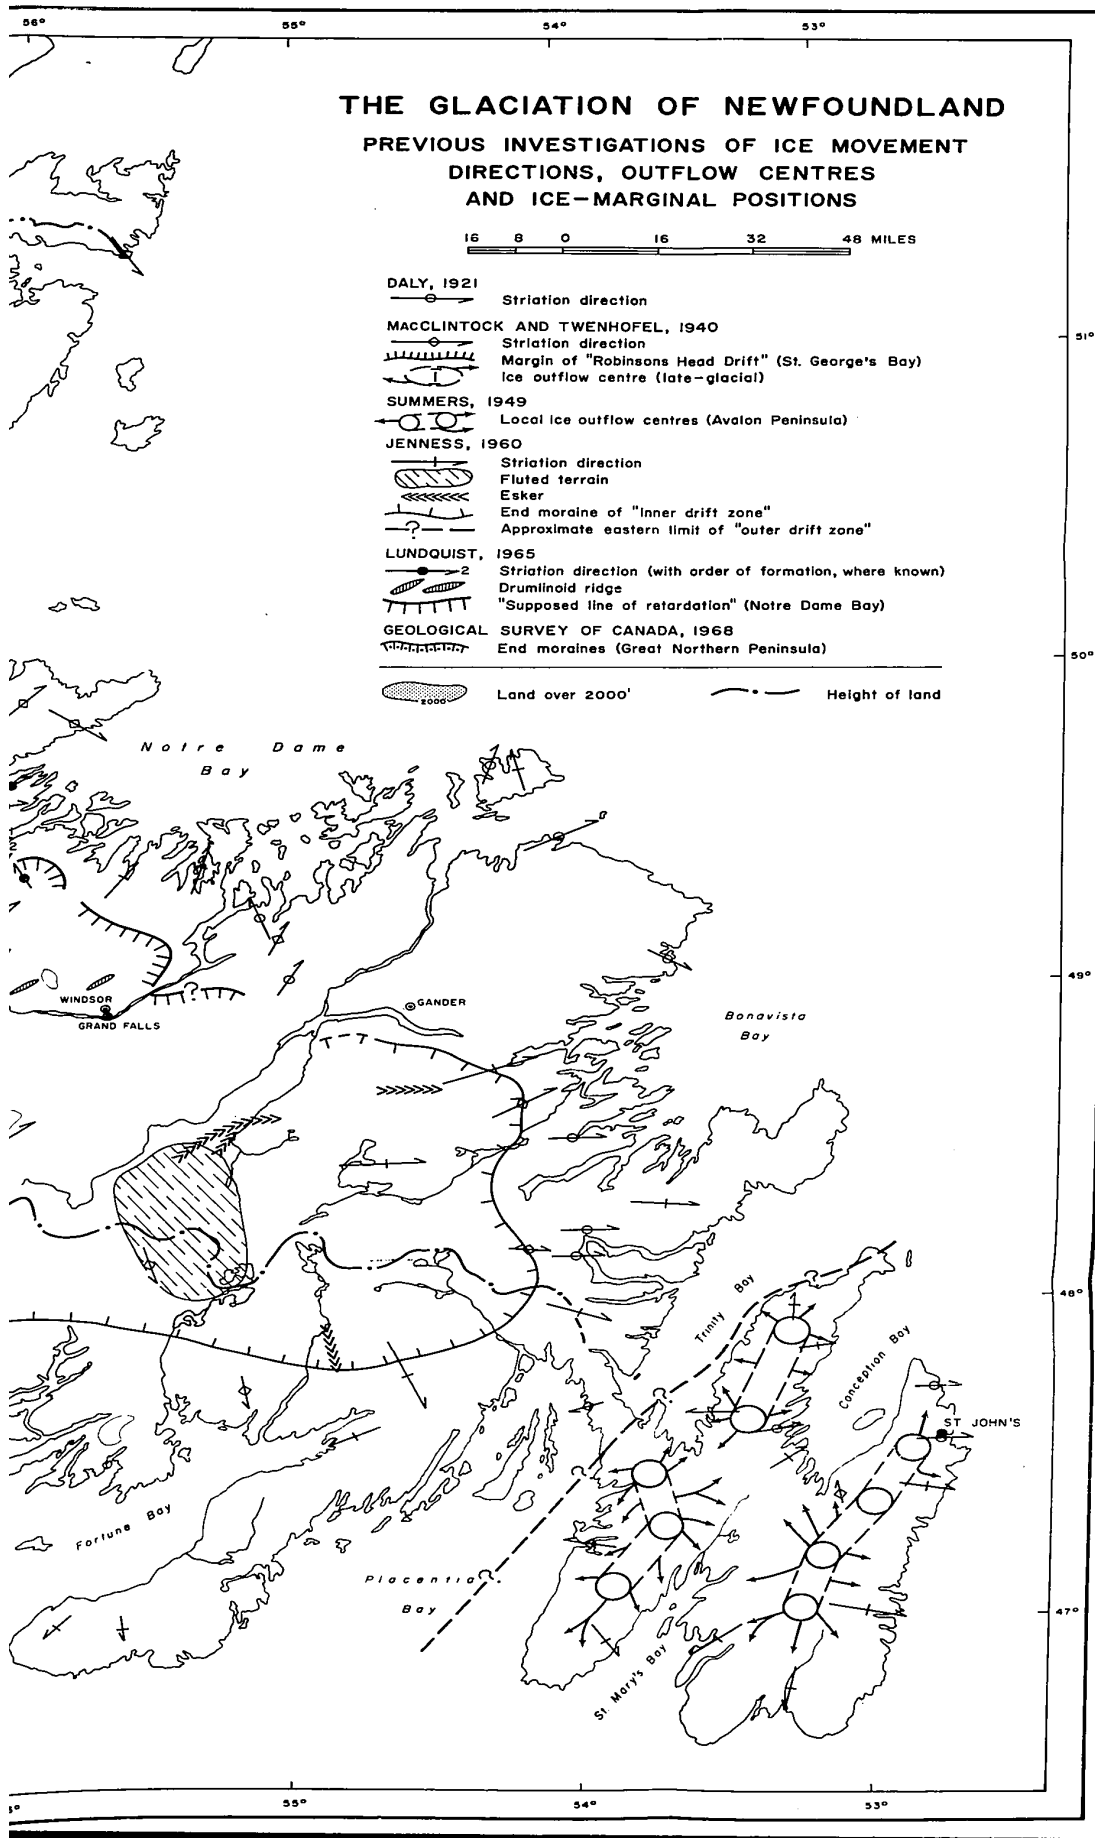 56° 55° 54° 53°
THE GLACIATION OF NEWFOUNDLAND
PREVIOUS INVESTIGATIONS OF ICE MOVEMENT
DIRECTIONS, OUTFLOW CENTRES
AND ICE-MARGINAL POSITIONS
16 8 0 16 32 48 MILES
DALY, 1921
Striation direction
MACCLINTOCK AND TWENHOFEL, 1940
Striation direction
Margin of "Robinsons Head Drift" (St. George's Bay)
Ice outflow centre (late-glacial)
SUMMERS, 1949
Local ice outflow centres (Avalon Peninsula)
JENNESS, 1960
Striation direction
Fluted terrain
Esker
End moraine of "inner drift zone"
? Approximate eastern limit of "outer drift zone"
LUNDQUIST, 1965
2 Striation direction (with order of formation, where known)
Drumlinoid ridge
"Supposed line of retardation" (Notre Dame Bay)
GEOLOGICAL SURVEY OF CANADA, 1968
End moraines (Great Northern Peninsula)
2000 Land over 2000'
Height of land
51°
50°
Notre Dame
Bay
49°
WINDSOR
GRAND FALLS
?
GANDER
Bonavista
Bay
48°
Trinity Bay
Conception Bay
ST JOHN'S
Fortune Bay
Placentia
Bay
47°
St. Mary's Bay
55° 54° 53°